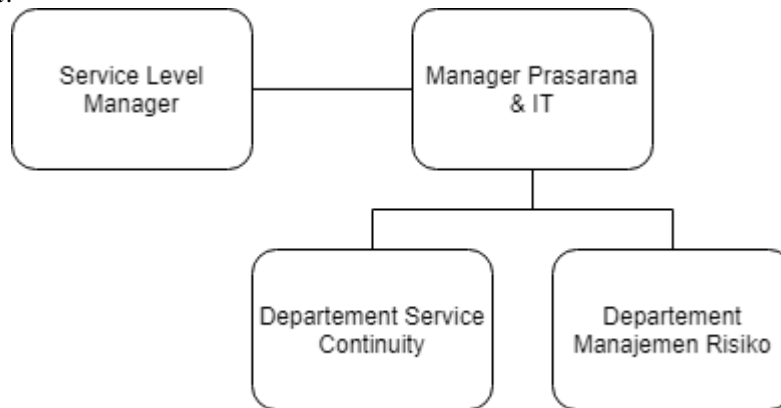 Service Level
Manager
Manager Prasarana
& IT
Departement Service
Continuity
Departement
Manajemen Risiko